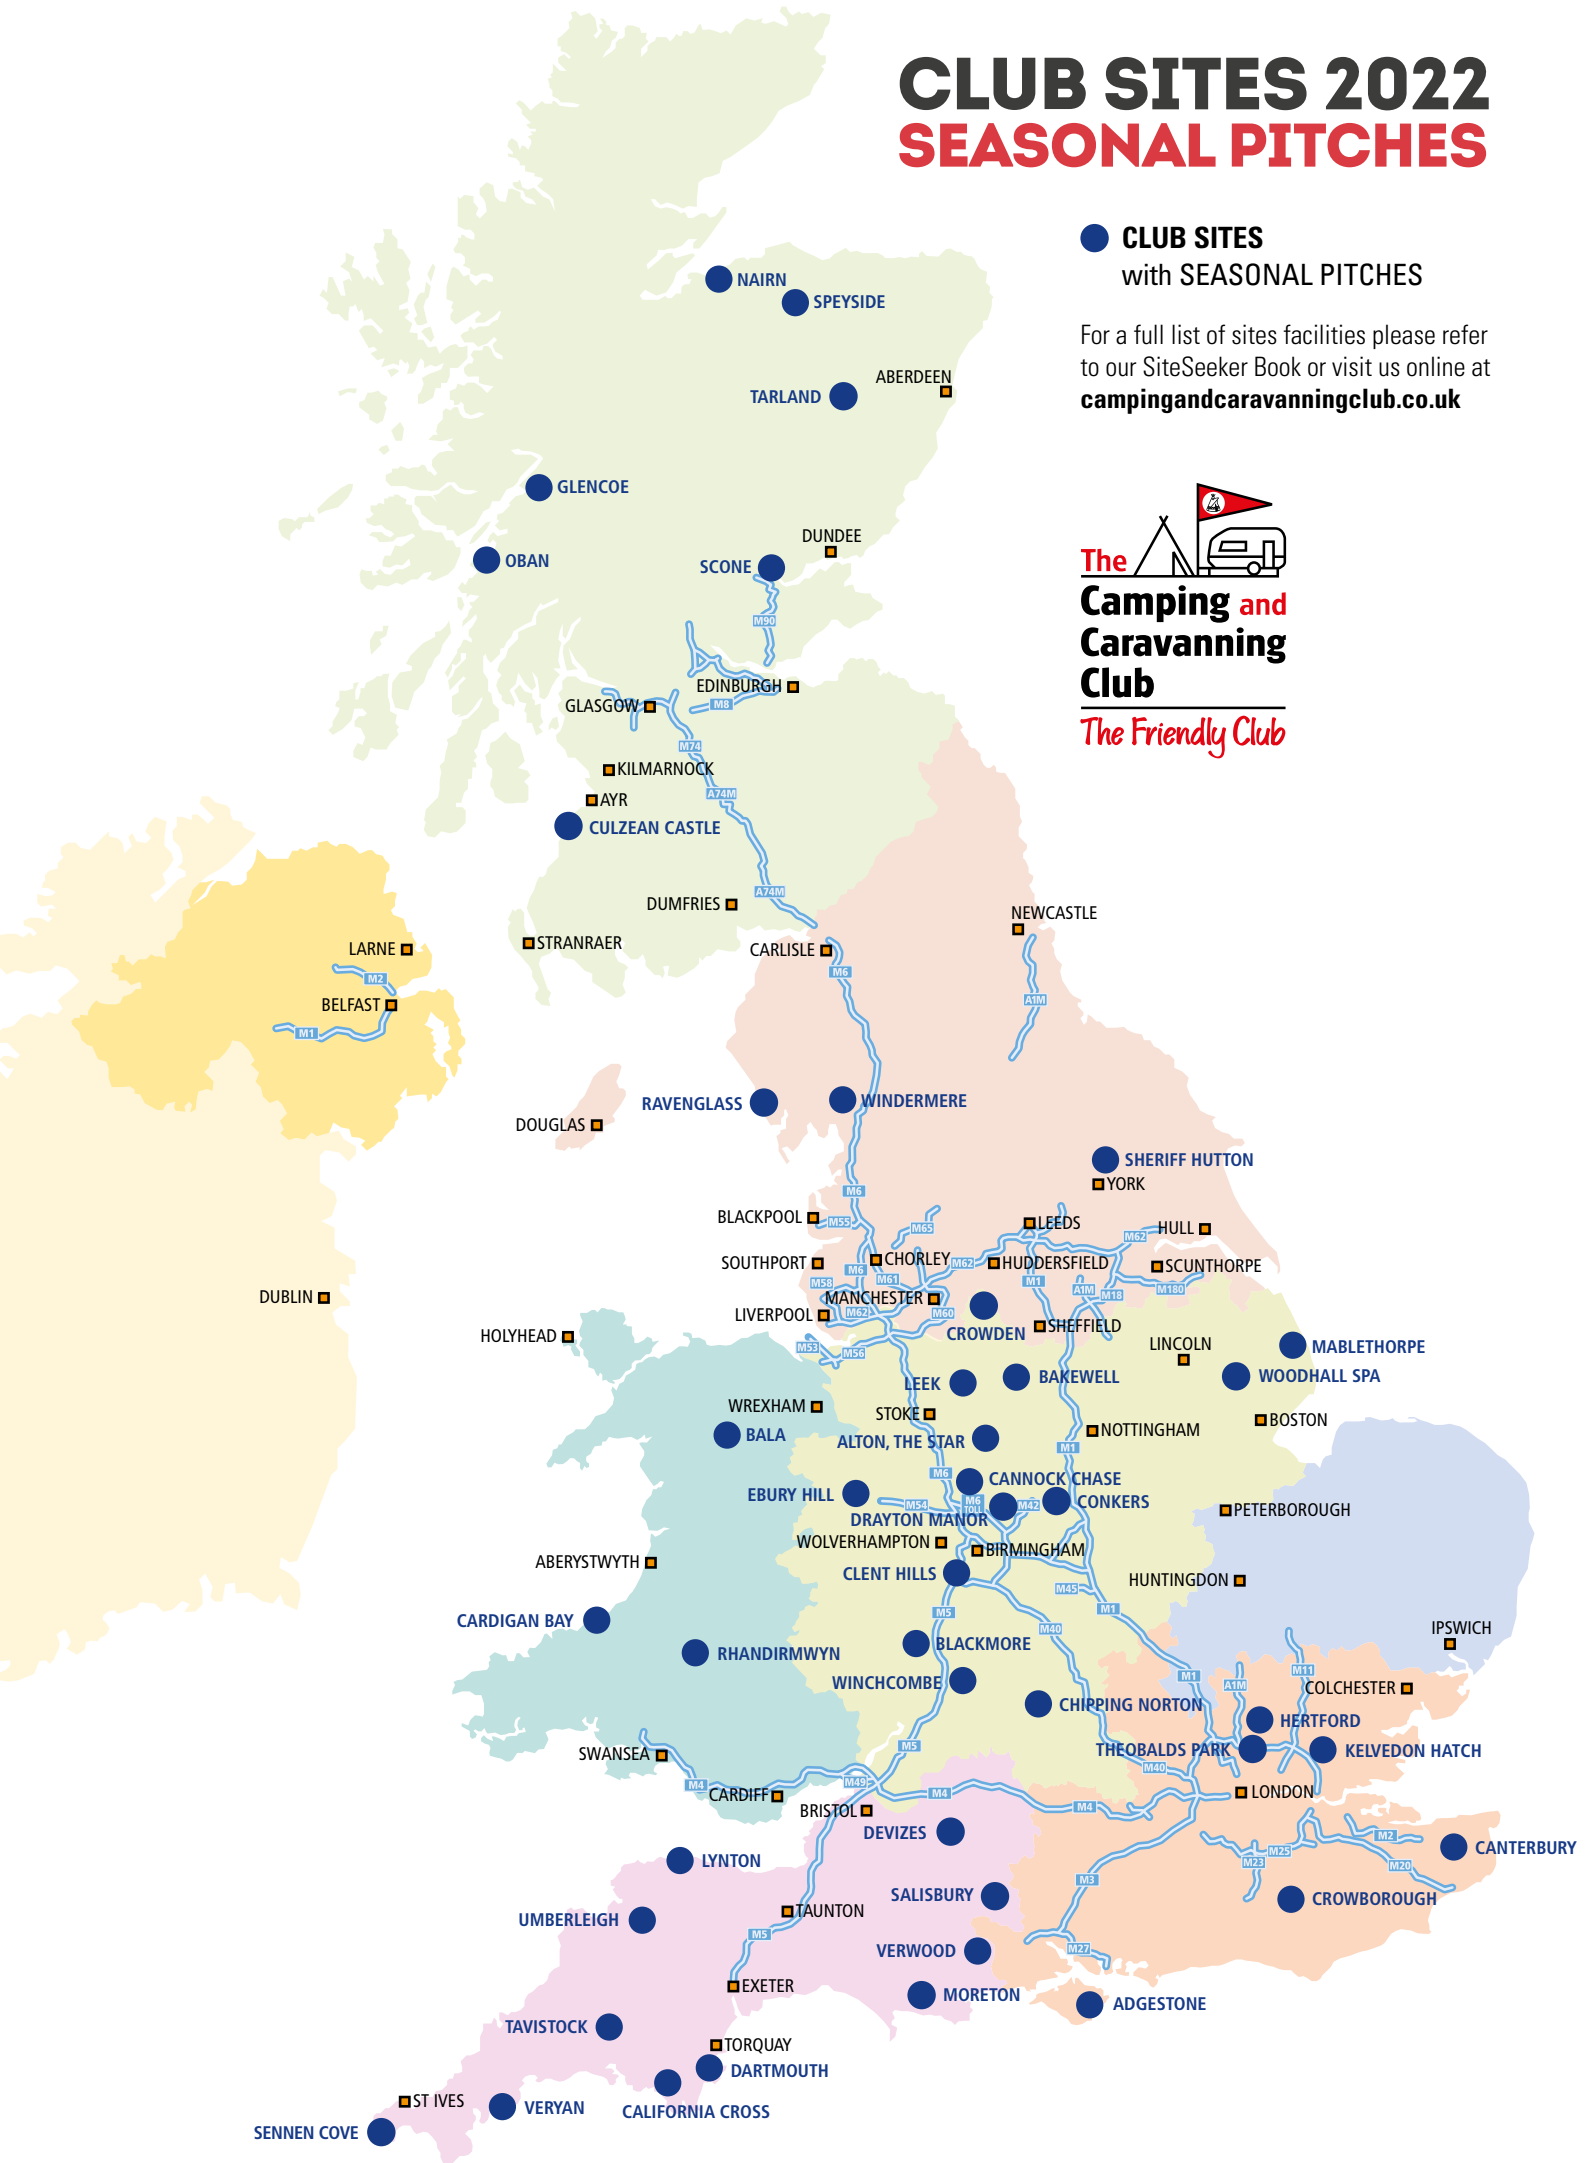 CLUB SITES 2022
SEASONAL PITCHES
CLUB SITES
with SEASONAL PITCHES
For a full list of sites facilities please refer
to our SiteSeeker Book or visit us online at
campingandcaravanningclub.co.uk
The
Camping and
Caravanning
Club
The Friendly Club
NAIRN
SPEYSIDE
ABERDEEN
TARLAND
GLENCOE
DUNDEE
OBAN
SCONE
M90
EDINBURGH
GLASGOW
M8
M74
KILMARNOCK
A74M
AYR
CULZEAN CASTLE
A74M
DUMFRIES
NEWCASTLE
STRANRAER
LARNE
CARLISLE
M6
M2
A1M
BELFAST
M1
RAVENGLASS
WINDERMERE
DOUGLAS
SHERIFF HUTTON
YORK
M6
BLACKPOOL
M55
M65
LEEDS
HULL
M62
SOUTHPORT
CHORLEY
M62
HUDDERSFIELD
SCUNTHORPE
M6
M61
M58
M1
A1M
M18
M180
DUBLIN
MANCHESTER
LIVERPOOL
M62
M60
CROWDEN
SHEFFIELD
HOLYHEAD
M53
M56
LINCOLN
MABLETHORPE
LEEK
BAKEWELL
WOODHALL SPA
WREXHAM
STOKE
BOSTON
BALA
ALTON, THE STAR
NOTTINGHAM
M1
M6
CANNOCK CHASE
EBURY HILL
M54
M6
TOLL
M42
CONKERS
PETERBOROUGH
DRAYTON MANOR
WOLVERHAMPTON
BIRMINGHAM
ABERYSTWYTH
CLENT HILLS
HUNTINGDON
M45
M5
M1
CARDIGAN BAY
M40
IPSWICH
BLACKMORE
RHANDIRMWYN
M11
M1
WINCHCOMBE
A1M
COLCHESTER
CHIPPING NORTON
HERTFORD
M5
THEOBALDS PARK
KELVEDON HATCH
SWANSEA
M40
M4
M49
CARDIFF
M4
LONDON
BRISTOL
M4
DEVIZES
M2
CANTERBURY
M25
M23
M20
LYNTON
M3
SALISBURY
CROWBOROUGH
TAUNTON
UMBERLEIGH
M5
VERWOOD
M27
EXETER
MORETON
ADGESTONE
TAVISTOCK
TORQUAY
DARTMOUTH
ST IVES
VERYAN
CALIFORNIA CROSS
SENNEN COVE